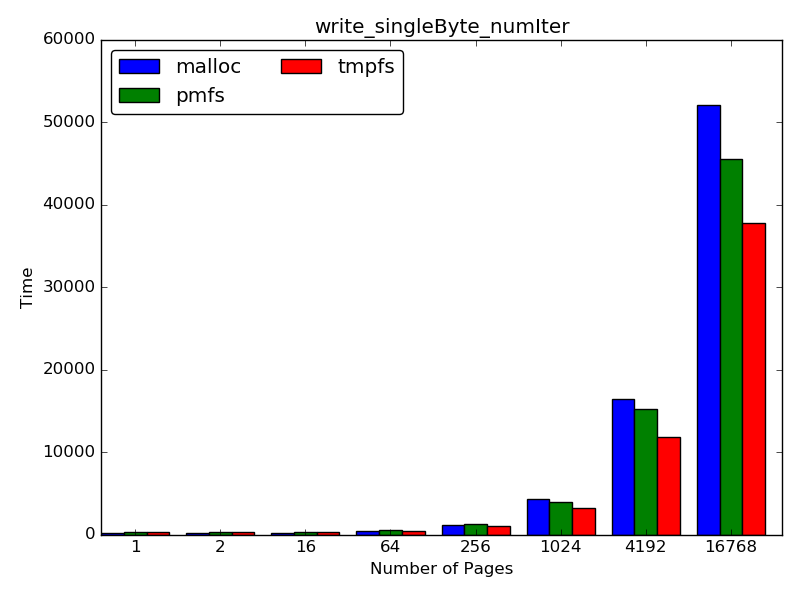 write_singleByte_numIter
60000
50000
40000
30000
20000
10000
0
Time
malloc
pmfs
tmpfs
1 2 16 64 256 1024 4192 16768
Number of Pages